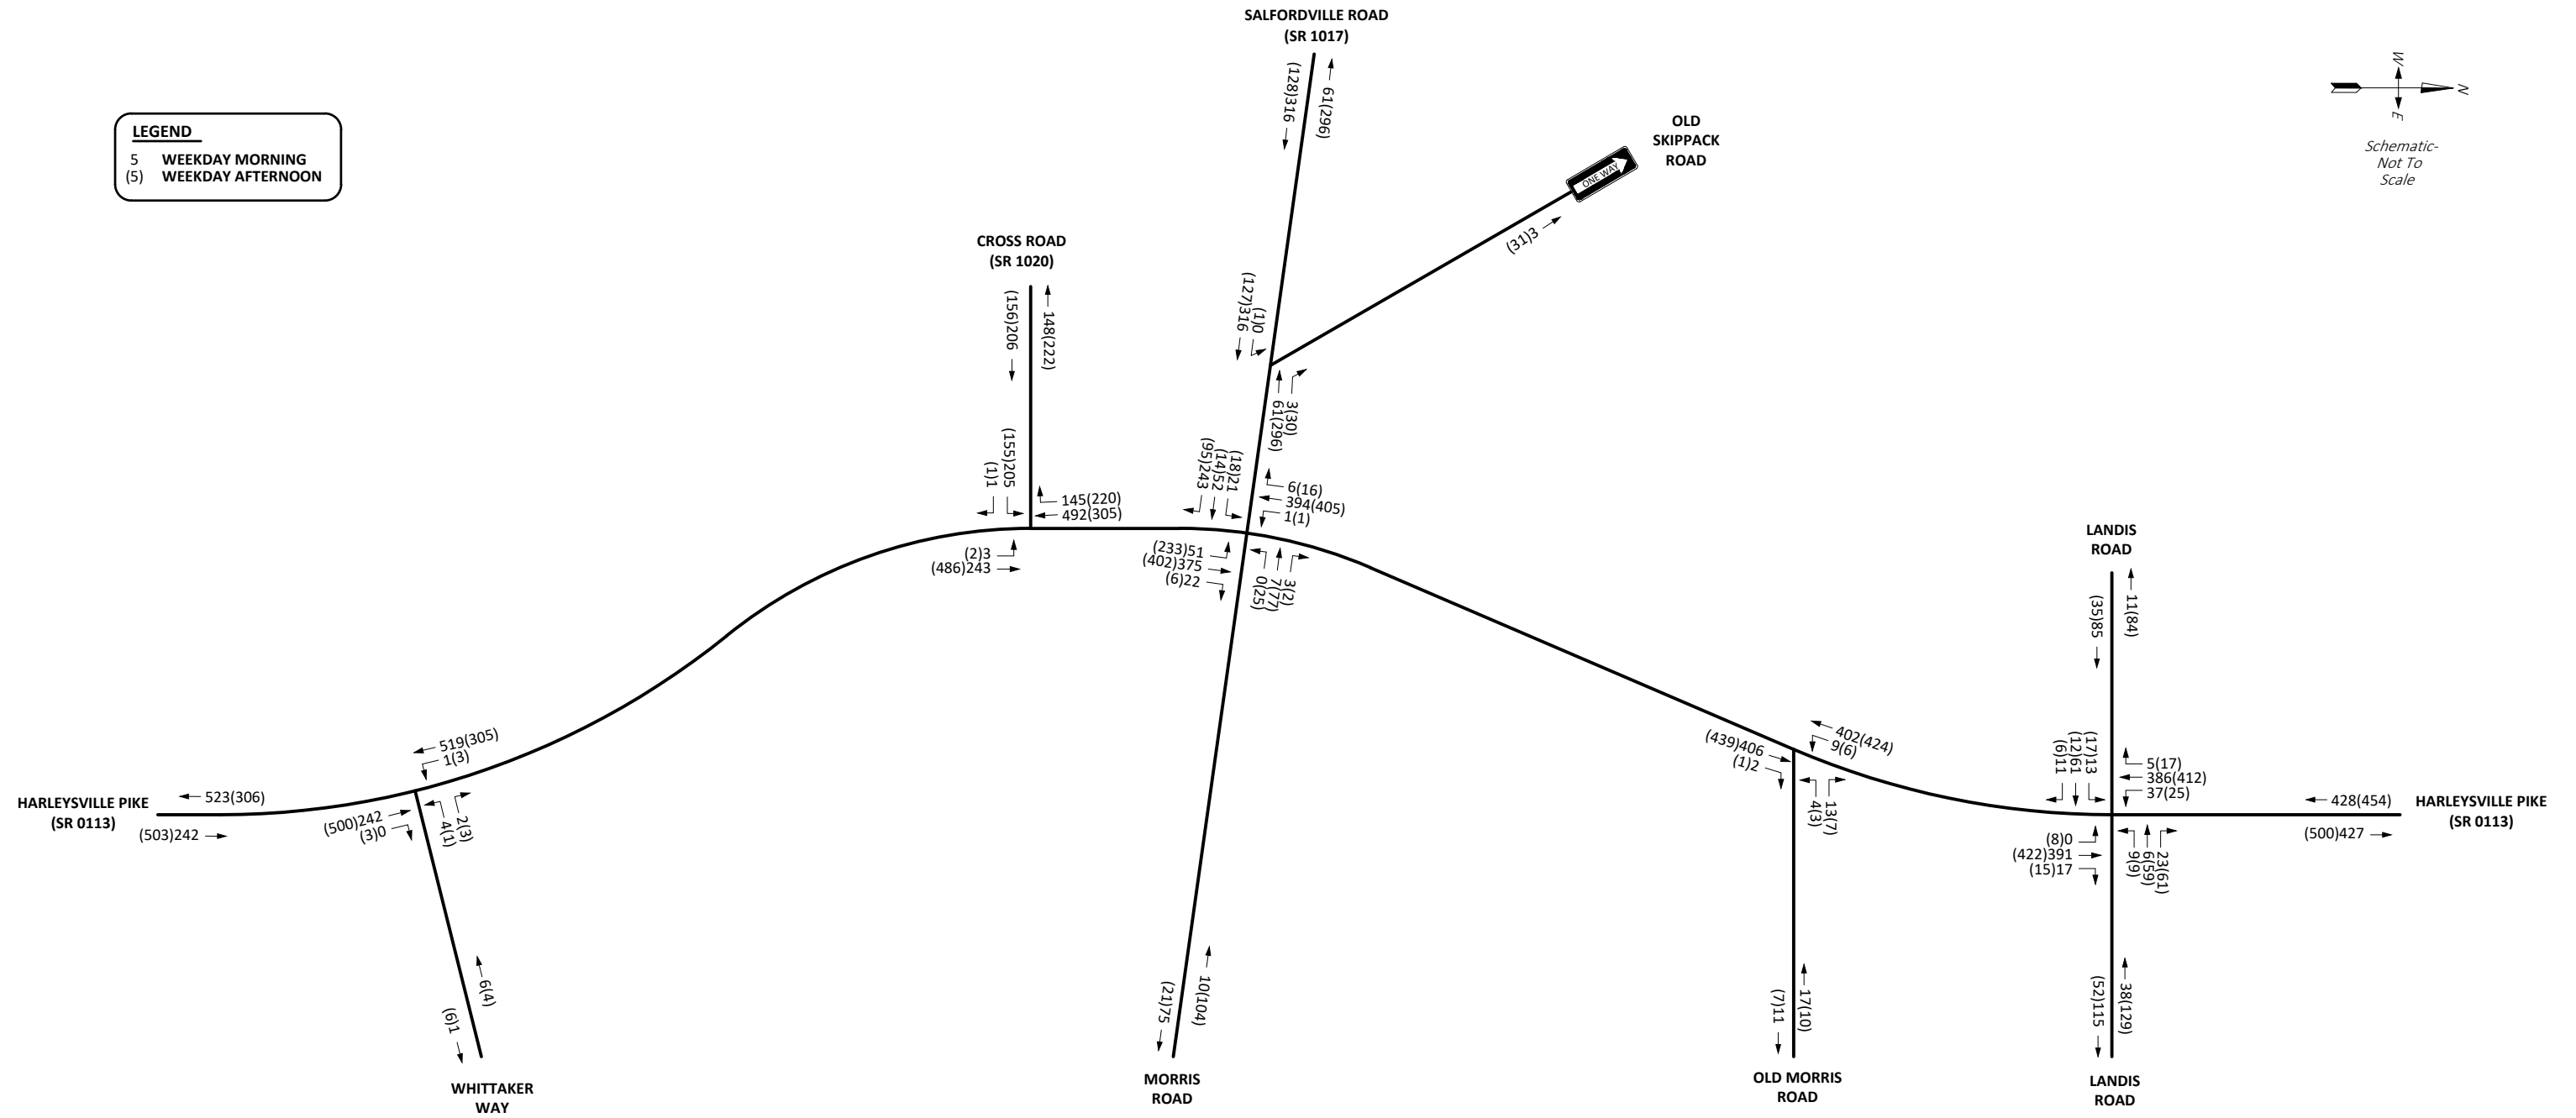 SALFORDVILLE ROAD
(SR 1017)
W
N
E
Schematic-
Not To
Scale
LEGEND
5 WEEKDAY MORNING
(5) WEEKDAY AFTERNOON
(128)316
61(296)
OLD
SKIPPACK
ROAD
ONE WAY
(31)3
CROSS ROAD
(SR 1020)
(156)206
148(222)
(127)316
(1)0
3(30)
61(296)
(155)205
(1)1
145(220)
492(305)
(2)3
(486)243
(18)21
(14)52
(95)243
6(16)
394(405)
1(1)
(233)51
(402)375
(6)22
0(25)
7(77)
3(2)
LANDIS
ROAD
(35)85
11(84)
519(305)
1(3)
HARLEYSVILLE PIKE
(SR 0113)
523(306)
(503)242
(500)242
(3)0
4(1)
2(3)
(439)406
(1)2
402(424)
9(6)
4(3)
13(7)
(17)13
(12)61
(6)11
5(17)
386(412)
37(25)
(8)0
(422)391
(15)17
9(9)
6(59)
23(61)
428(454)
(500)427
HARLEYSVILLE PIKE
(SR 0113)
6(4)
(6)1
WHITTAKER
WAY
(21)75
10(104)
MORRIS
ROAD
(7)11
17(10)
OLD MORRIS
ROAD
(52)115
38(129)
LANDIS
ROAD